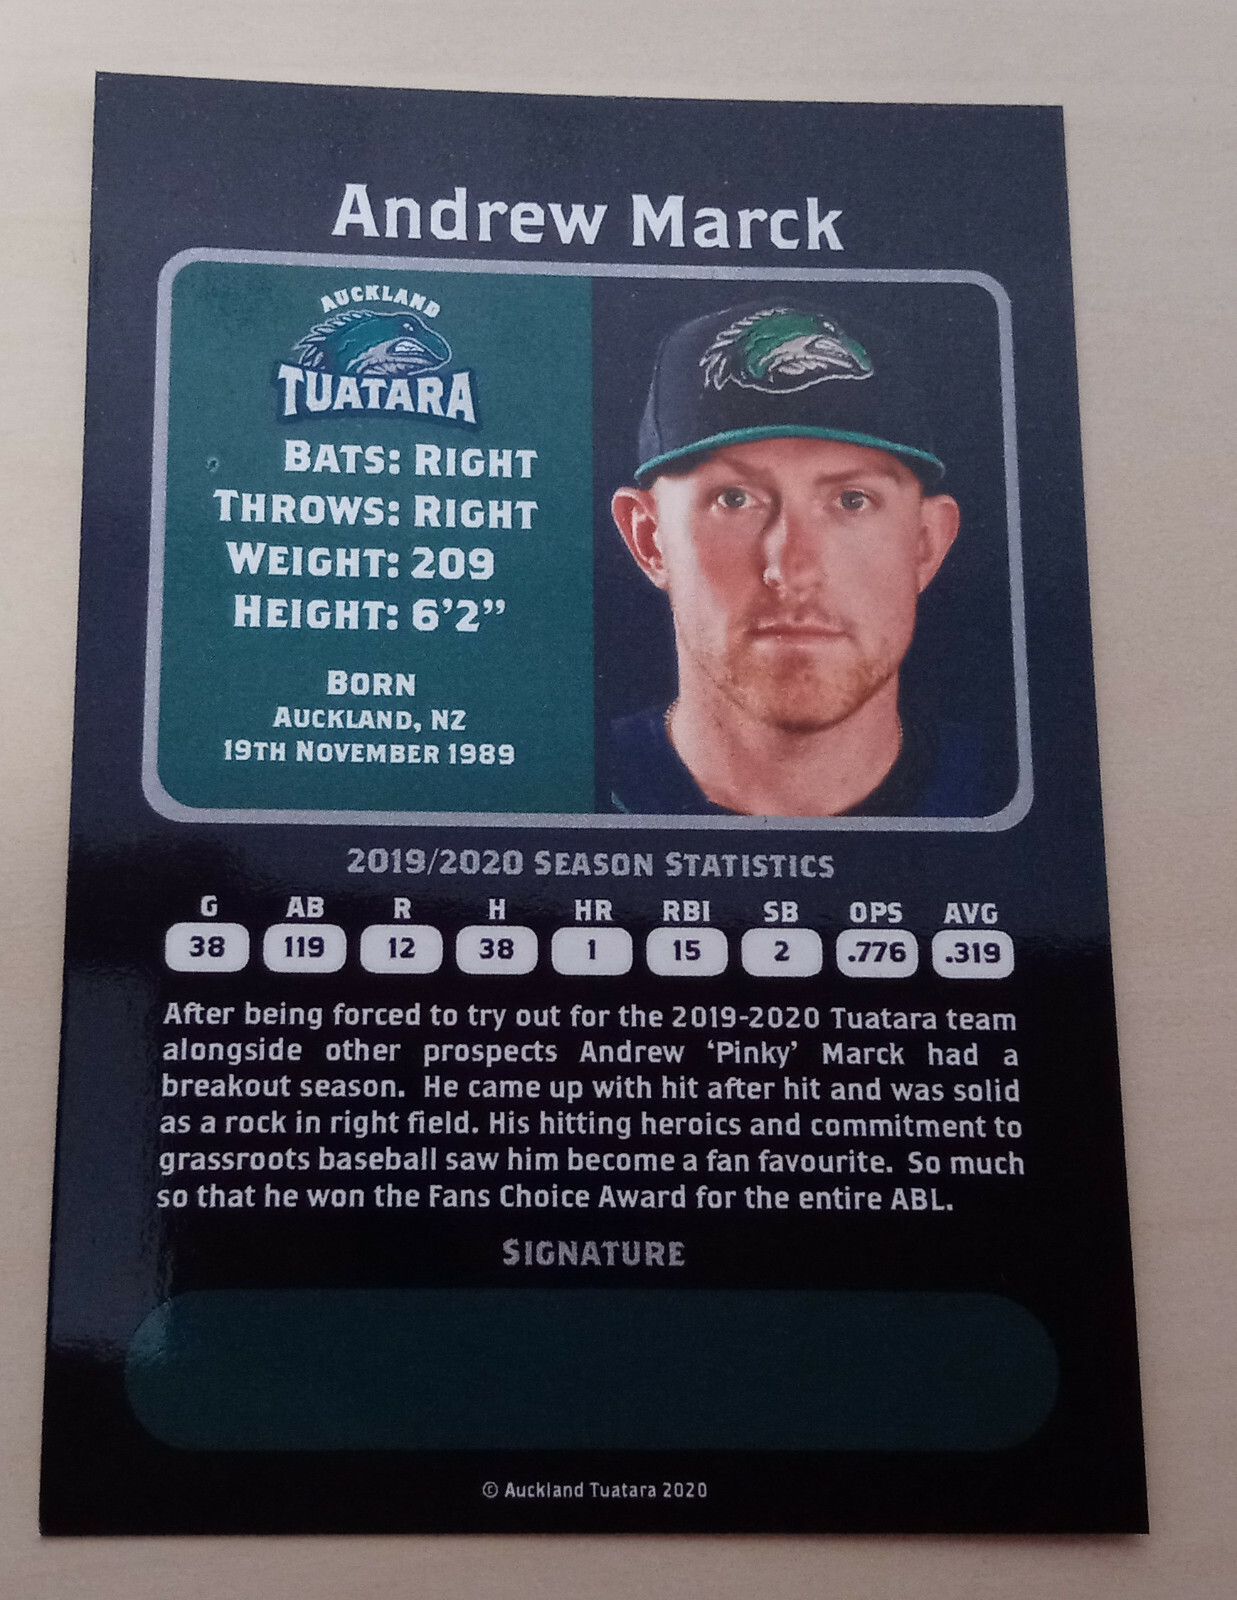 Andrew Marck
AUCKLAND
TUATARA
BATS: RIGHT
THROWS: RIGHT
WEIGHT: 209
HEIGHT: 6’2”
BORN
AUCKLAND, NZ
19TH NOVEMBER 1989
2019/2020 SEASON STATISTICS
G AB R H HR RBI SB OPS AVG
38 119 12 38 1 15 2 .776 .319
After being forced to try out for the 2019-2020 Tuatara team
alongside other prospects Andrew ‘Pinky’ Marck had a
breakout season. He came up with hit after hit and was solid
as a rock in right field. His hitting heroics and commitment to
grassroots baseball saw him become a fan favourite. So much
so that he won the Fans Choice Award for the entire ABL.
SIGNATURE
© Auckland Tuatara 2020